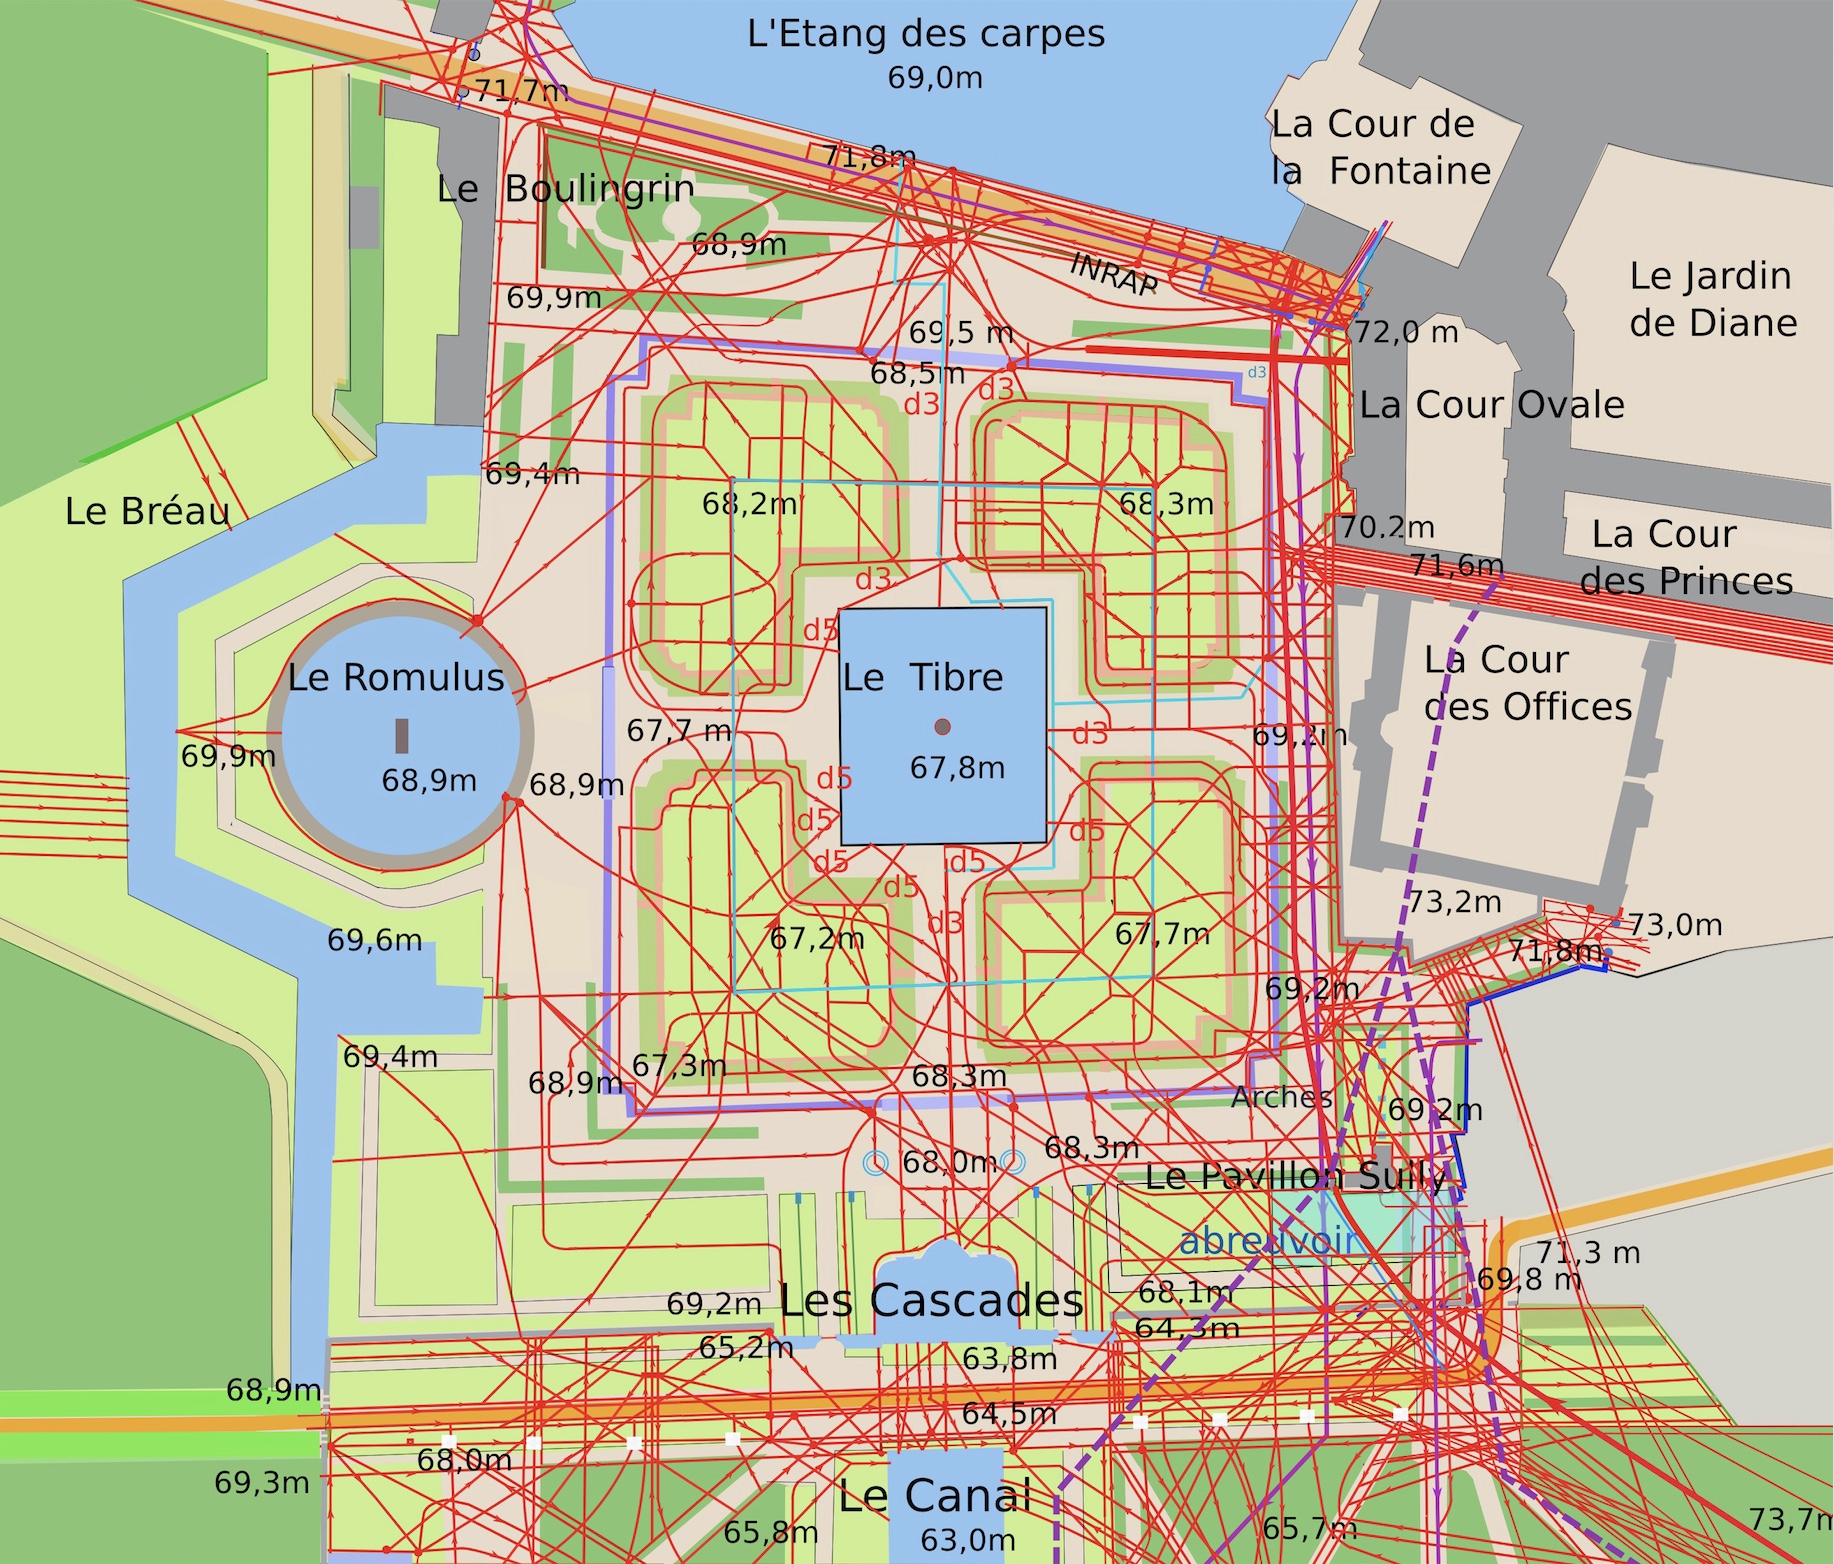 L'Etang des carpes
69,0m
71,7m
La Cour de
la Fontaine
71,8m
Le Boulingrin
68,9m
INRAP
Le Jardin
de Diane
69,9m
69,5 m
72,0 m
68,5m
d3
d3
d3
La Cour Ovale
69,4m
68,2m
68,3m
Le Bréau
70.2m
71,6m
La Cour
des Princes
d3
d5
Le Romulus
Le Tibre
La Cour
des Offices
67,7 m
d3
69,2m
69,9m
68,9m
68,9m
67,8m
d5
d5
d5
d5
d5
d5
d3
73,2m
73,0m
69,6m
67,2m
67,7m
71,8m
69,2m
69,4m
67,3m
68,9m
68,3m
Arches
69,2m
68,0m
68,3m
Le Pavillon Suily
abreuvoir
71,3 m
69,8 m
69,2m
Les Cascades
68.1m
64,3m
65,2m
63,8m
68,9m
64,5m
68,0m
69,3m
Le Canal
65,8m
63,0m
65,7m
73,7m